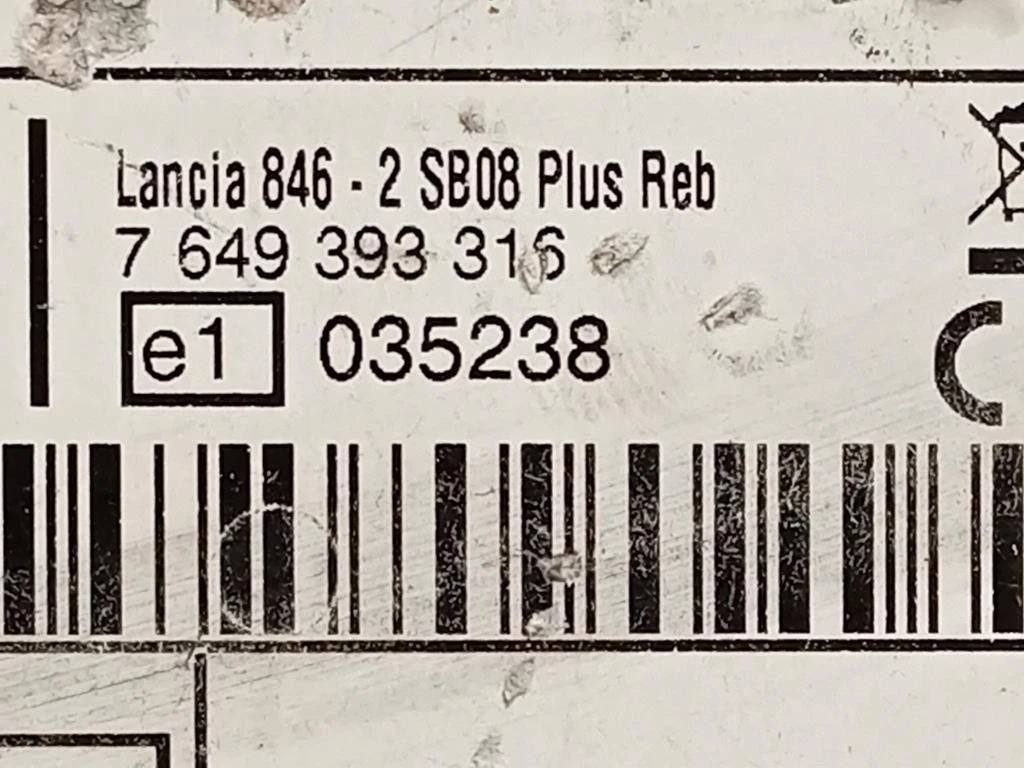 Lancia 846 - 2 SB08 Plus Reb
7 649 393 316
e1 035238
C